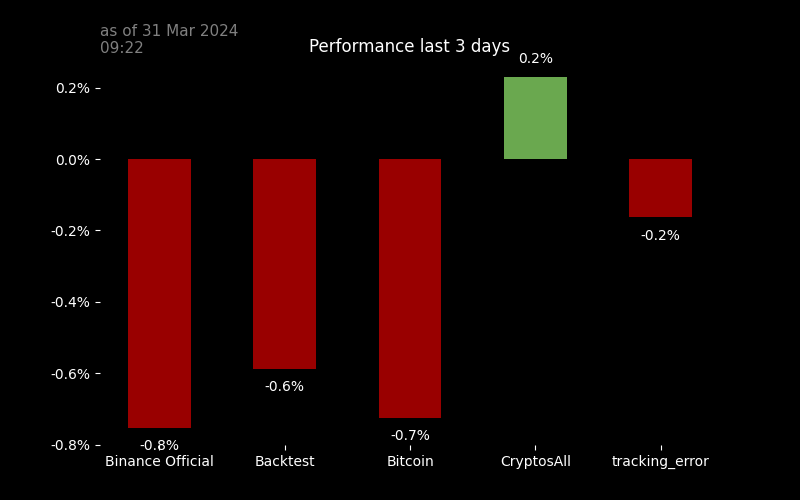 as of 31 Mar 2024
09:22
Performance last 3 days
0.2%
0.2%
0.0%
-0.2%
-0.2%
-0.4%
-0.6%
-0.6%
-0.7%
-0.8%
-0.8%
Binance Official
Backtest
Bitcoin
CryptosAll
tracking_error